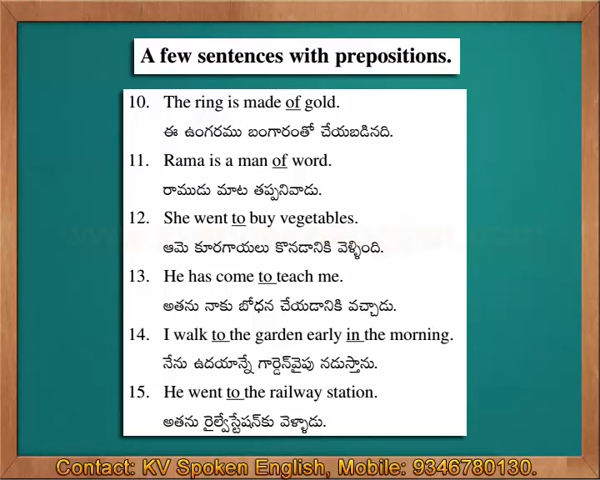 A few sentences with prepositions.
10. The ring is made of gold.
ఈ ఉంగరము బంగారంతో చేయబడినది.
11. Rama is a man of word.
రాముడు మాట తప్పనివాడు.
12. She went to buy vegetables.
ఆమె కూరగాయలు కొనడానికి వెళ్ళింది.
13. He has come to teach me.
అతను నాకు బోధన చేయడానికి వచ్చాడు.
14. I walk to the garden early in the morning.
నేను ఉదయాన్నే గార్డెన్‌వైపు నడుస్తాను.
15. He went to the railway station.
అతను రైల్వేస్టేషన్‌కు వెళ్ళాడు.
Contact: KV Spoken English, Mobile: 9346780130.